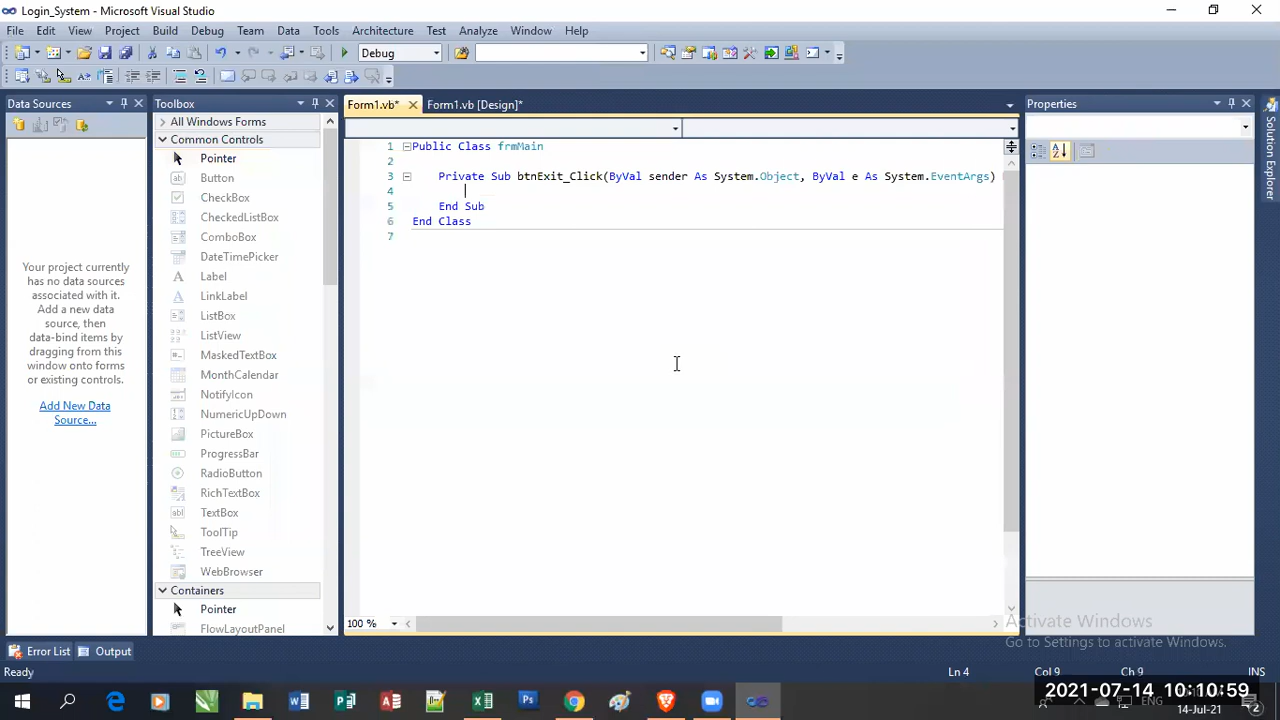 Login_System - Microsoft Visual Studio
File Edit View Project Build Debug Team Data Tools Architecture Test Analyze Window Help
Debug
Data Sources
Your project currently
has no data sources
associated with it.
Add a new data
source, then
data-bind items by
dragging from this
window onto forms
or existing controls.
Add New Data
Source...
Toolbox
All Windows Forms
Common Controls
Pointer
Button
CheckBox
CheckedListBox
ComboBox
DateTimePicker
Label
LinkLabel
ListBox
ListView
MaskedTextBox
MonthCalendar
NotifyIcon
NumericUpDown
PictureBox
ProgressBar
RadioButton
RichTextBox
TextBox
ToolTip
TreeView
WebBrowser
Containers
Pointer
FlowLayoutPanel
Form1.vb* Form1.vb [Design]*
1 Public Class frmMain
2
3 Private Sub btnExit_Click(ByVal sender As System.Object, ByVal e As System.EventArgs)
4
5 End Sub
6 End Class
7
100 %
Properties
Solution Explorer
Activate Windows
Go to Settings to activate Windows.
Error List Output
Ready Ln 4 Col 9 Ch 9 INS
2021-07-14 10:10:59
ENG
14-Jul-21
2